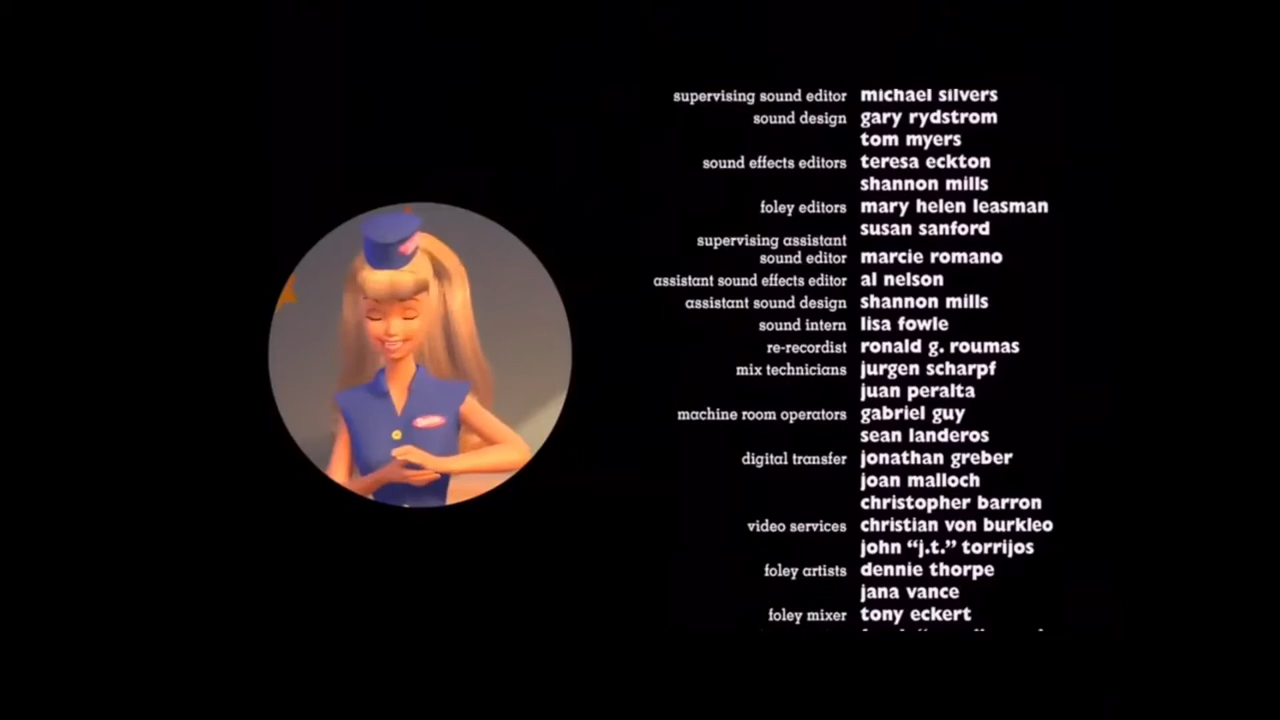 supervising sound editor michael silvers
sound design gary rydstrom
tom myers
sound effects editors teresa eckton
shannon mills
foley editors mary helen leasman
susan sanford
supervising assistant
sound editor marcie romano
assistant sound effects editor al nelson
assistant sound design shannon mills
sound intern lisa fowle
re-recordist ronald g. roumas
mix technicians jurgen scharpf
juan peralta
machine room operators gabriel guy
sean landeros
digital transfer jonathan greber
joan malloch
christopher barron
video services christian von burkleo
john “j.t.” torrijos
foley artists dennie thorpe
jana vance
foley mixer tony eckert